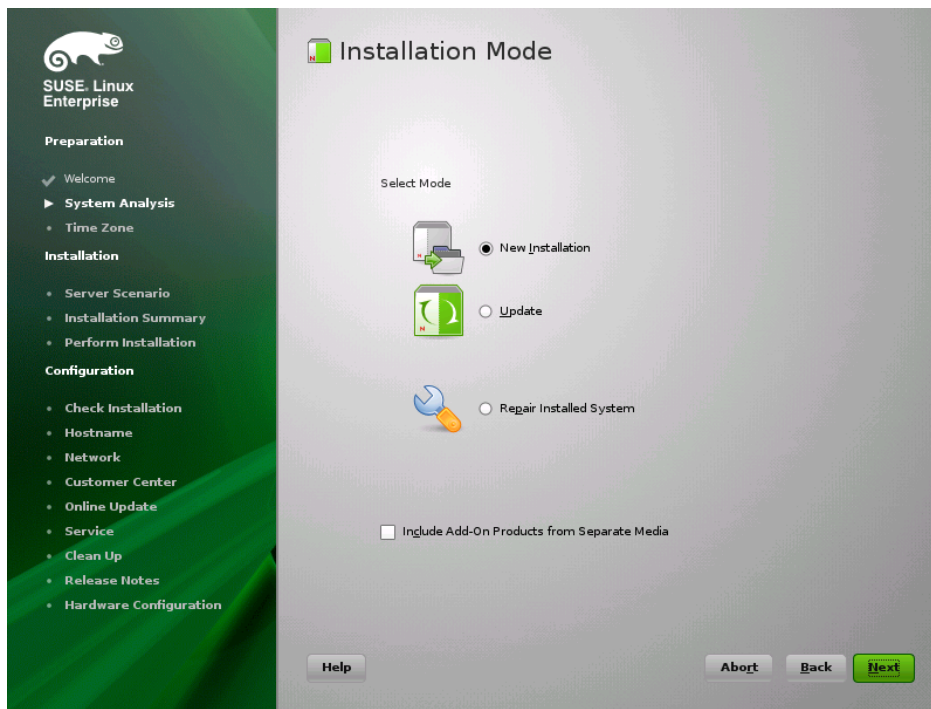 SUSE. Linux
Enterprise
Preparation
Welcome
System Analysis
Time Zone
Installation
Server Scenario
Installation Summary
Perform Installation
Configuration
Check Installation
Hostname
Network
Customer Center
Online Update
Service
Clean Up
Release Notes
Hardware Configuration
Installation Mode
Select Mode
New Installation
Update
Repair Installed System
Include Add-On Products from Separate Media
Help
Abort
Back
Next